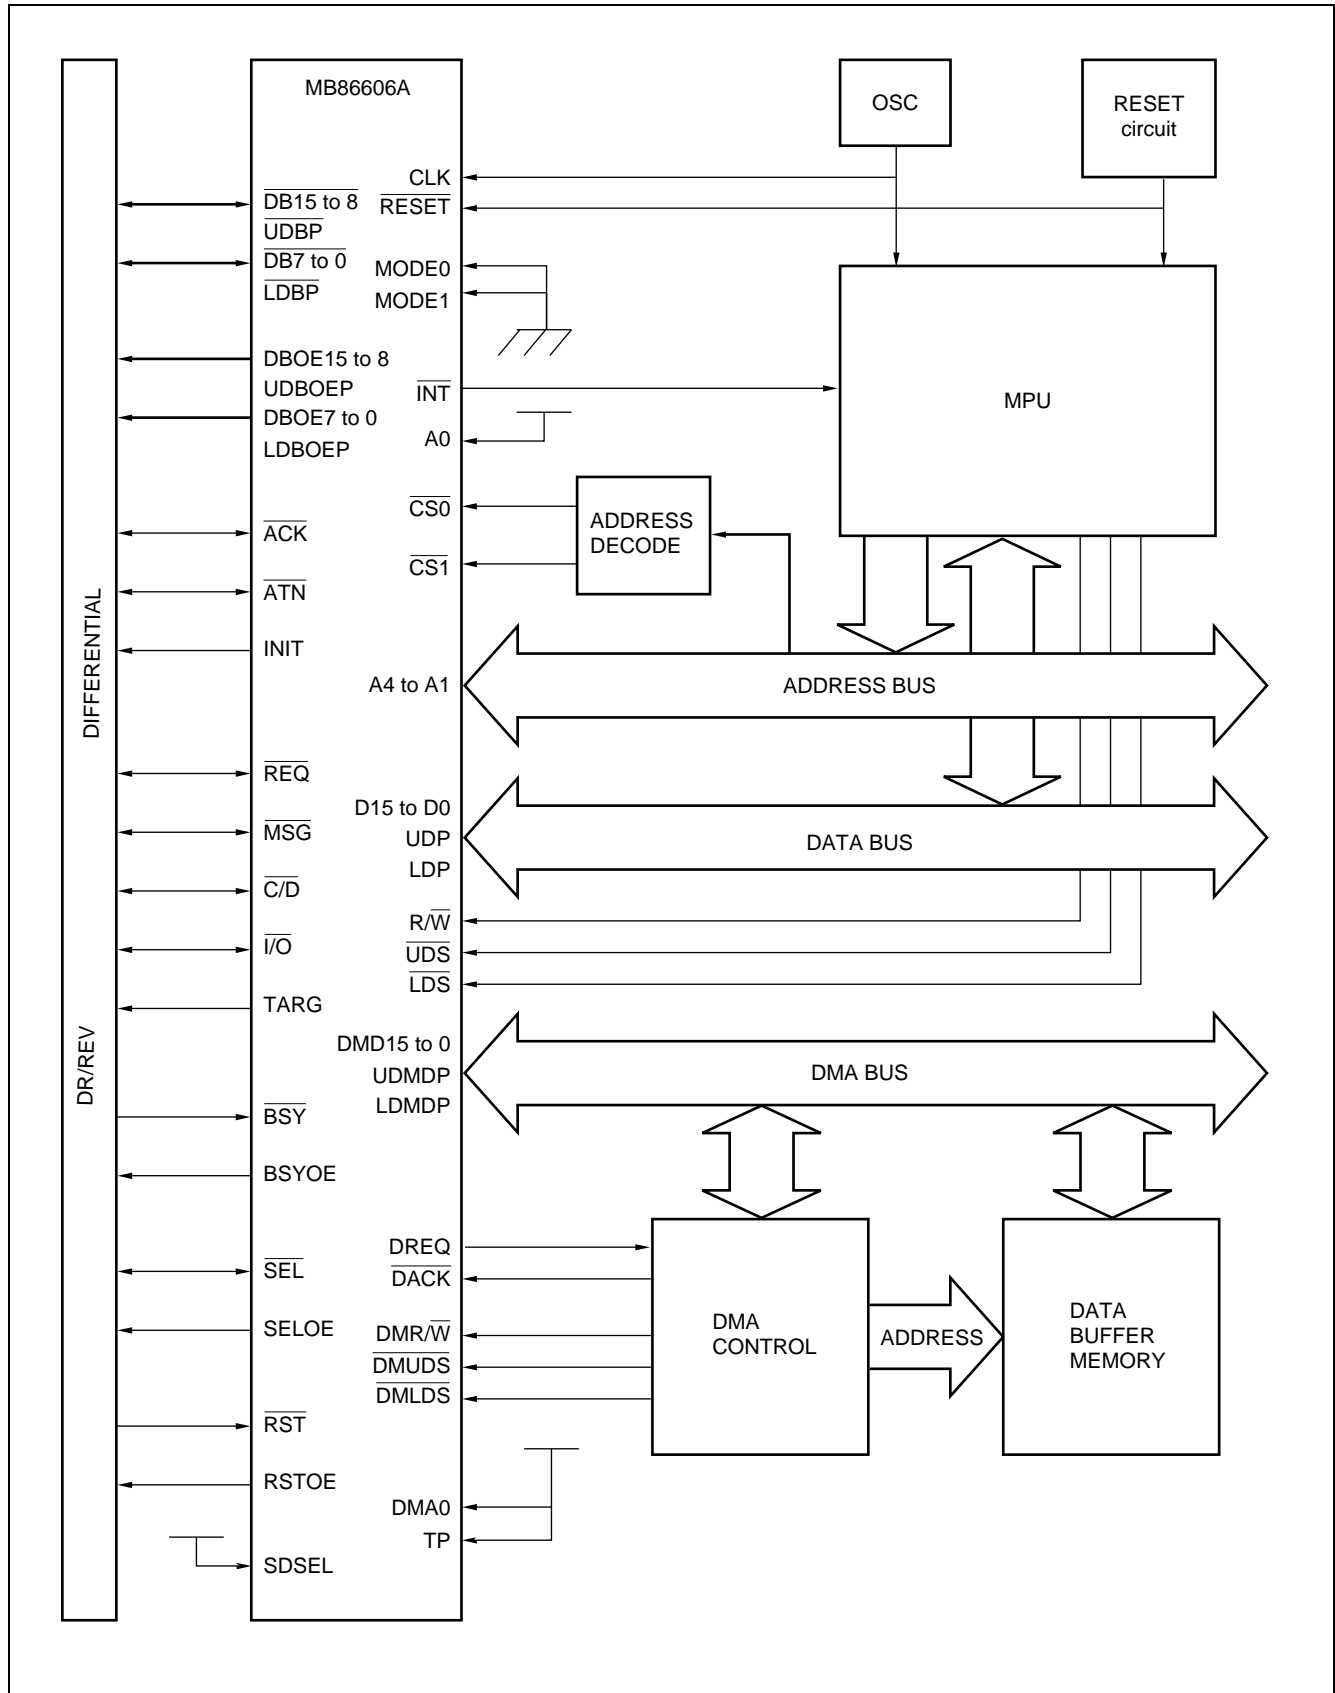 MB86606A
OSC
RESET
circuit
CLK
RESET
DB15 to 8
UDBP
DB7 to 0
LDBP
MODE0
MODE1
DBOE15 to 8
UDBOEP
DBOE7 to 0
LDBOEP
INT
A0
MPU
CS0
CS1
ADDRESS
DECODE
ACK
ATN
INIT
DIFFERENTIAL
DR/REV
A4 to A1
ADDRESS BUS
REQ
MSG
C/D
I/O
TARG
D15 to D0
UDP
LDP
DATA BUS
R/W
UDS
LDS
DMD15 to 0
UDMDP
LDMDP
DMA BUS
BSY
BSYOE
SEL
SELOE
RST
RSTOE
SDSEL
DREQ
DACK
DMR/W
DMUDS
DMLDS
DMA
CONTROL
ADDRESS
DATA
BUFFER
MEMORY
DMA0
TP